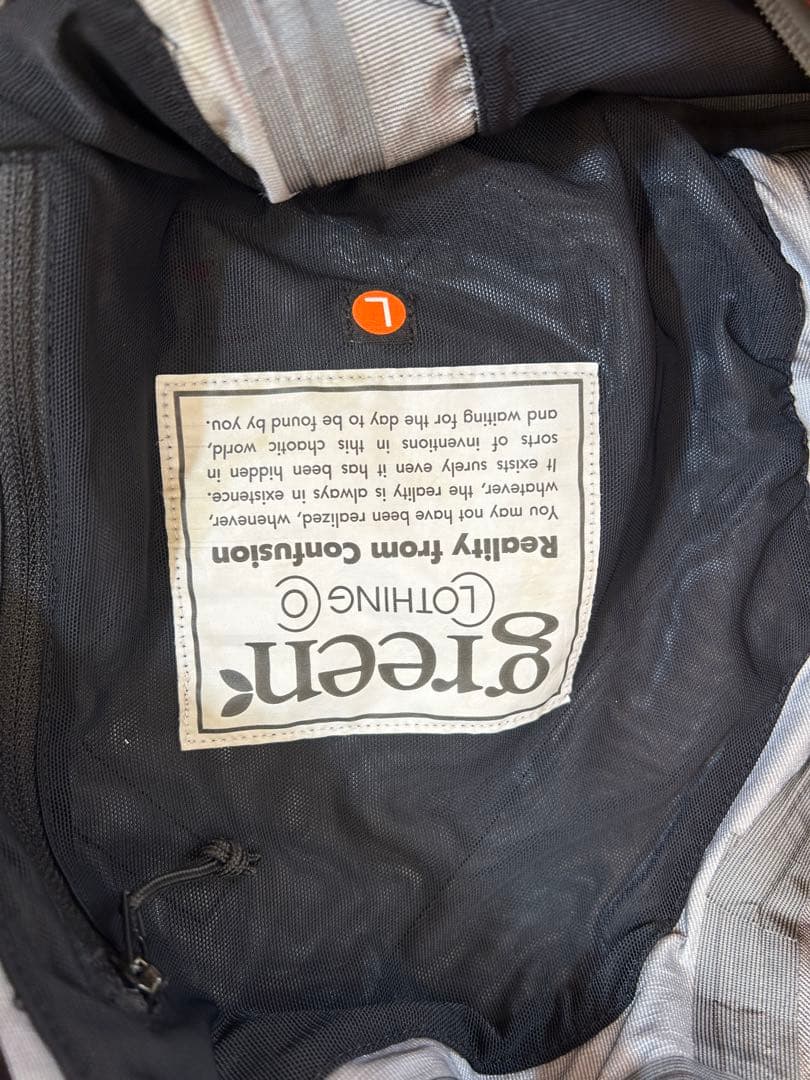 green
CLOTHING CO
Reality from Confusion
You may not have been realized, whenever,
whatever, the reality is always in existence.
It exists surely even it has been hidden in
sorts of inventions in this chaotic world,
and waiting for the day to be found by you.
L